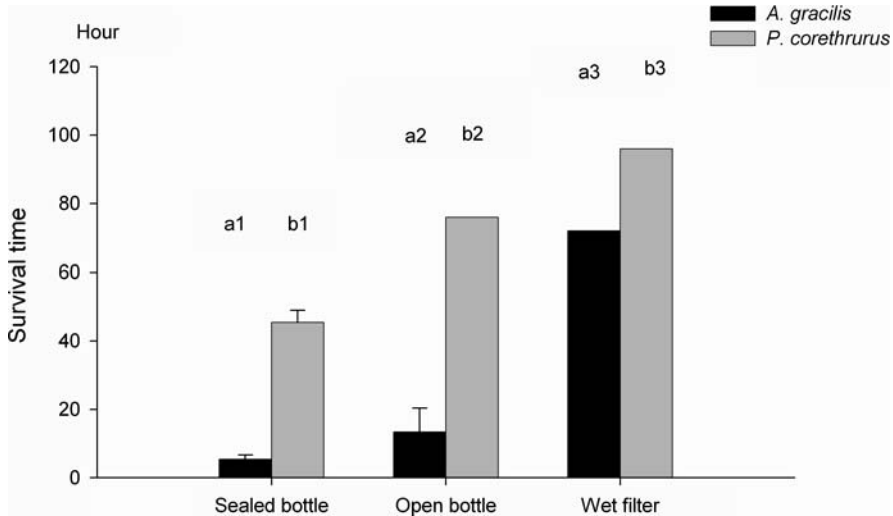 Hour
A. gracilis
P. corethrurus
120
100
80
60
40
20
0
Survival time
a1 b1
a2 b2
a3 b3
Sealed bottle Open bottle Wet filter